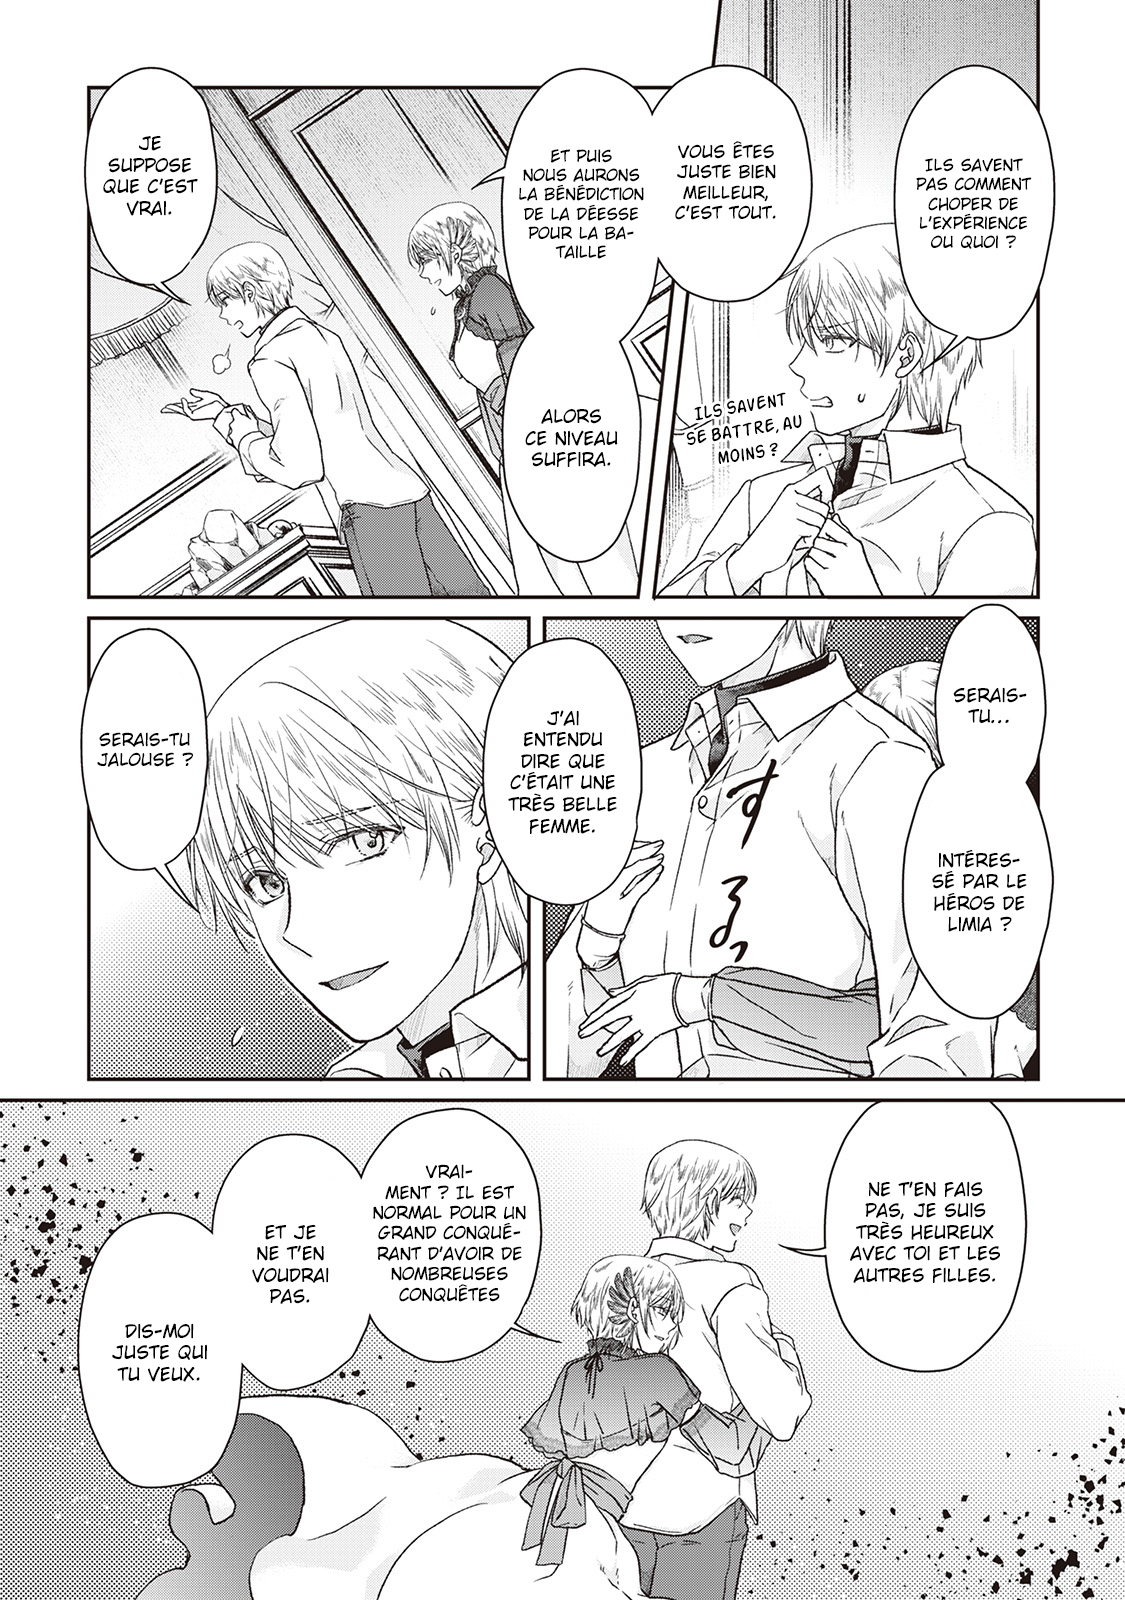 ILS SAVENT
PAS COMMENT
CHOPER DE
L'EXPÉRIENCE
OU QUOI ?
ILS SAVENT
SE BATTRE, AU
MOINS ?
VOUS ÊTES
JUSTE BIEN
MEILLEUR,
C'EST TOUT.
ET PUIS
NOUS AURONS
LA BÉNÉDICTION
DE LA DÉESSE
POUR LA BA-
TAILLE
ALORS
CE NIVEAU
SUFFIRA.
JE
SUPPOSE
QUE C'EST
VRAI.
SERAIS-
TU...
INTÉRES-
SÉ PAR LE
HÉROS DE
LIMIA ?
する
っ
J'AI
ENTENDU
DIRE QUE
C'ÉTAIT UNE
TRÈS BELLE
FEMME.
SERAIS-TU
JALOUSE ?
NE T'EN FAIS
PAS, JE SUIS
TRÈS HEUREUX
AVEC TOI ET LES
AUTRES FILLES.
VRAI-
MENT ? IL EST
NORMAL POUR UN
GRAND CONQUÉ-
RANT D'AVOIR DE
NOMBREUSES
CONQUÊTES
ET JE
NE T'EN
VOUDRAI
PAS.
DIS-MOI
JUSTE QUI
TU VEUX.